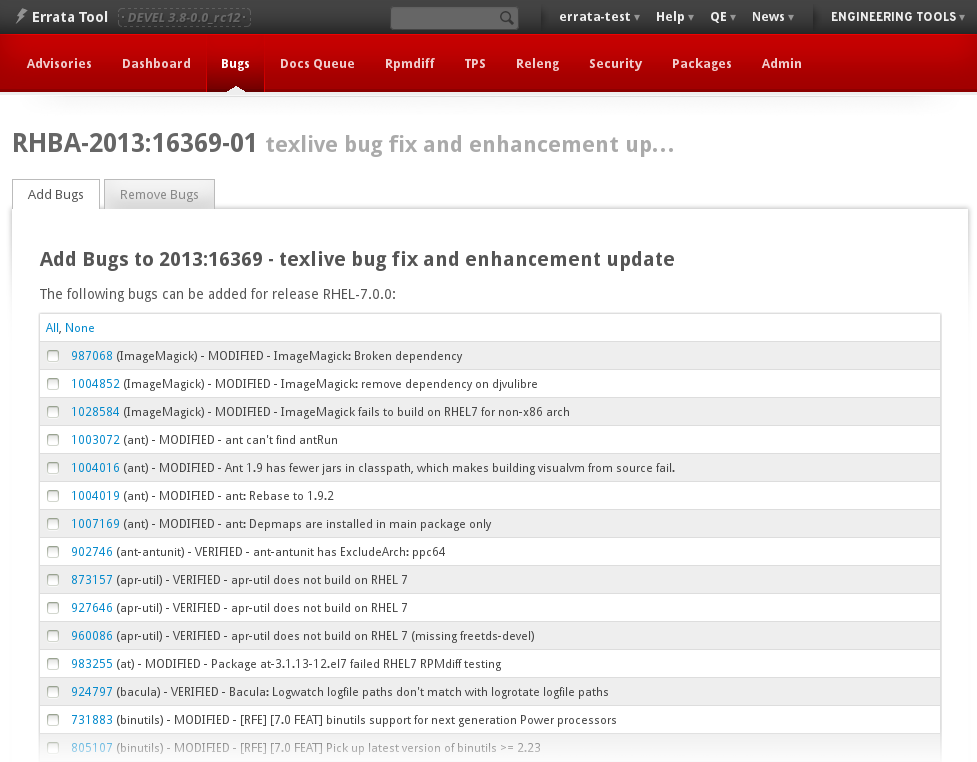 Errata Tool · DEVEL 3.8-0.0_rc12 · errata-test ▾ Help ▾ QE ▾ News ▾ ENGINEERING TOOLS ▾
Advisories Dashboard Bugs Docs Queue Rpmdiff TPS Releng Security Packages Admin
RHBA-2013:16369-01 texlive bug fix and enhancement up...
Add Bugs Remove Bugs
Add Bugs to 2013:16369 - texlive bug fix and enhancement update
The following bugs can be added for release RHEL-7.0.0:
All, None
987068 (ImageMagick) - MODIFIED - ImageMagick: Broken dependency
1004852 (ImageMagick) - MODIFIED - ImageMagick: remove dependency on djvulibre
1028584 (ImageMagick) - MODIFIED - ImageMagick fails to build on RHEL7 for non-x86 arch
1003072 (ant) - MODIFIED - ant can't find antRun
1004016 (ant) - MODIFIED - Ant 1.9 has fewer jars in classpath, which makes building visualvm from source fail.
1004019 (ant) - MODIFIED - ant: Rebase to 1.9.2
1007169 (ant) - MODIFIED - ant: Depmaps are installed in main package only
902746 (ant-antunit) - VERIFIED - ant-antunit has ExcludeArch: ppc64
873157 (apr-util) - VERIFIED - apr-util does not build on RHEL 7
927646 (apr-util) - VERIFIED - apr-util does not build on RHEL 7
960086 (apr-util) - VERIFIED - apr-util does not build on RHEL 7 (missing freetds-devel)
983255 (at) - MODIFIED - Package at-3.1.13-12.el7 failed RHEL7 RPMdiff testing
924797 (bacula) - VERIFIED - Bacula: Logwatch logfile paths don't match with logrotate logfile paths
731883 (binutils) - MODIFIED - [RFE] [7.0 FEAT] binutils support for next generation Power processors
805107 (binutils) - MODIFIED - [RFE] [7.0 FEAT] Pick up latest version of binutils >= 2.23